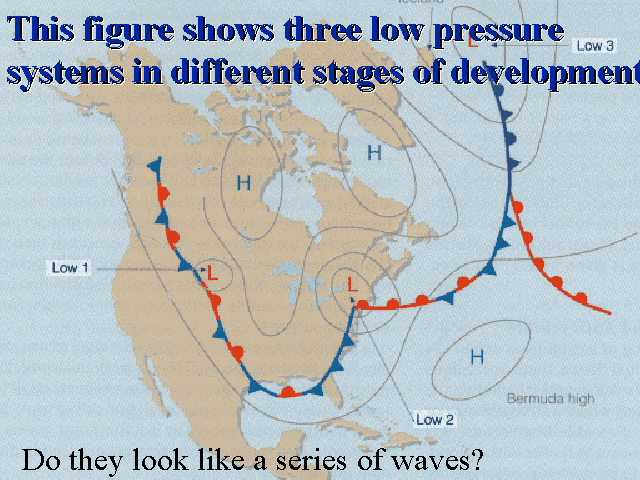 Iceland
This figure shows three low pressure
systems in different stages of development
L
Low 3
H
H
Low 1
L
L
H
Bermuda high
Low 2
Do they look like a series of waves?